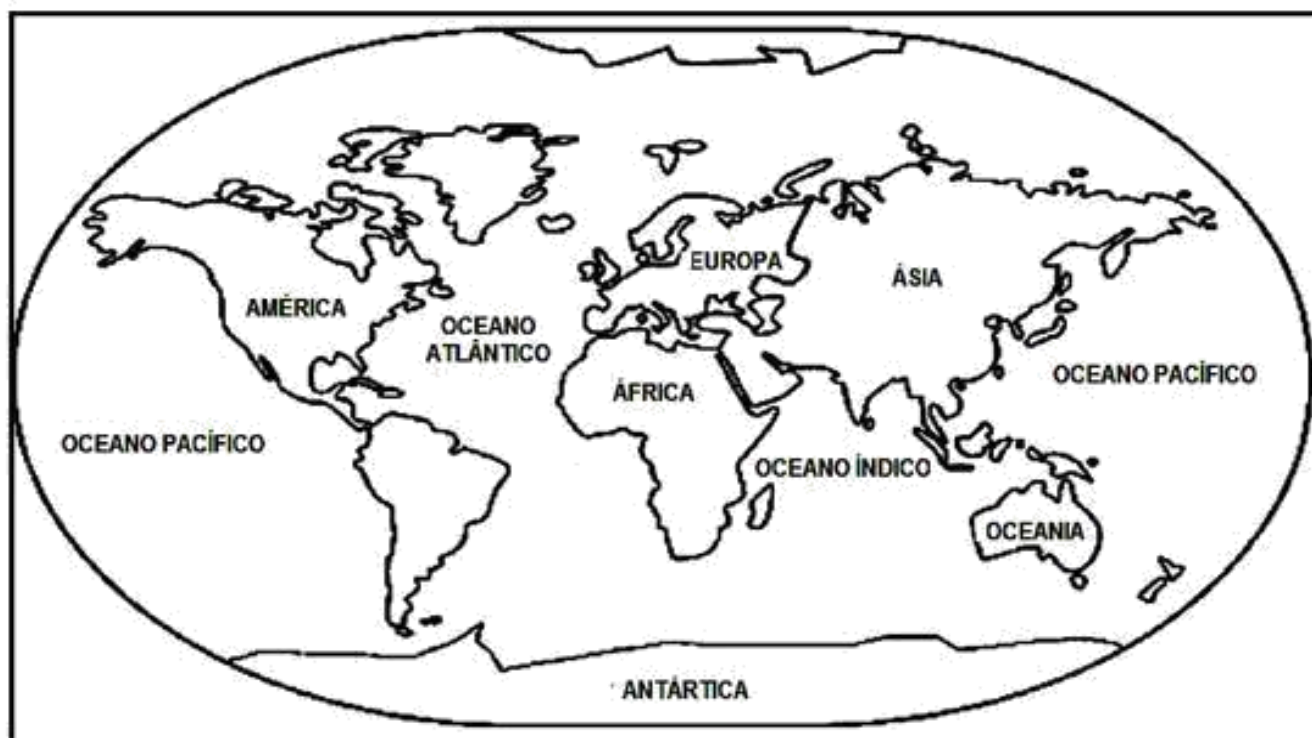 EUROPA
ÁSIA
AMÉRICA
OCEANO
ATLÂNTICO
ÁFRICA
OCEANO PACÍFICO
OCEANO PACÍFICO
OCEANO ÍNDICO
OCEANIA
ANTÁRTICA